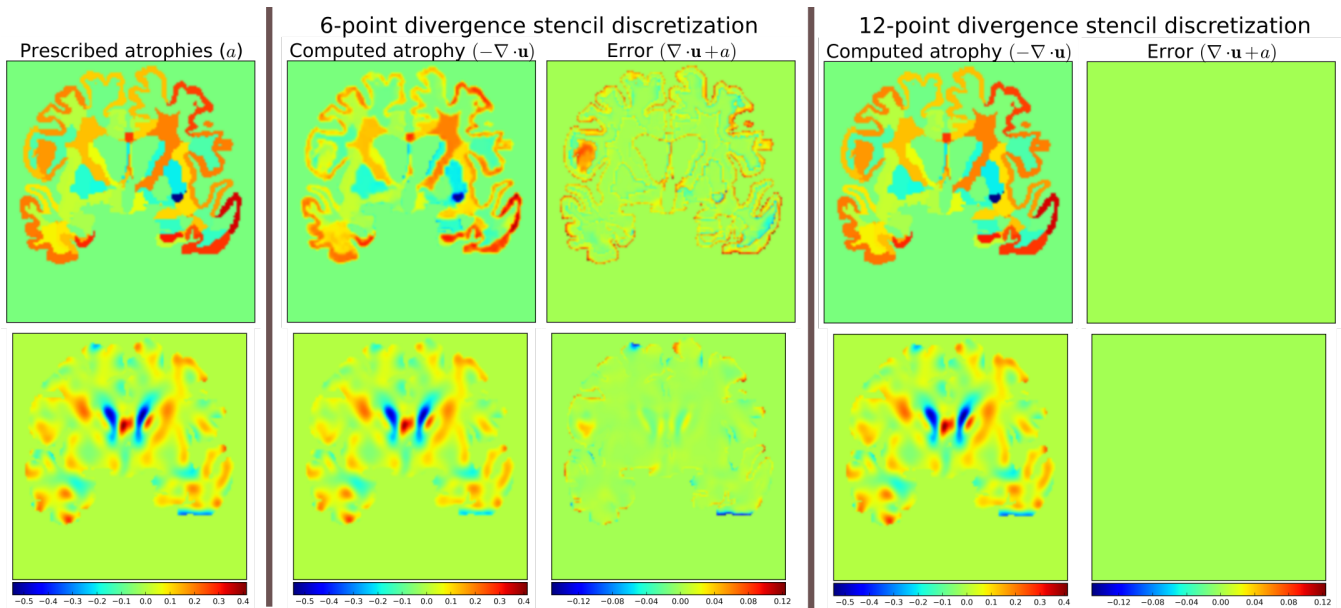 6-point divergence stencil discretization
12-point divergence stencil discretization
Prescribed atrophies (a)
Computed atrophy (−∇·u)
Error (∇·u+a)
Computed atrophy (−∇·u)
Error (∇·u+a)
−0.5 −0.4 −0.3 −0.2 −0.1 0.0 0.1 0.2 0.3 0.4
−0.5 −0.4 −0.3 −0.2 −0.1 0.0 0.1 0.2 0.3 0.4
−0.12 −0.08 −0.04 0.00 0.04 0.08 0.12
−0.5 −0.4 −0.3 −0.2 −0.1 0.0 0.1 0.2 0.3 0.4
−0.12 −0.08 −0.04 0.00 0.04 0.08 0.12